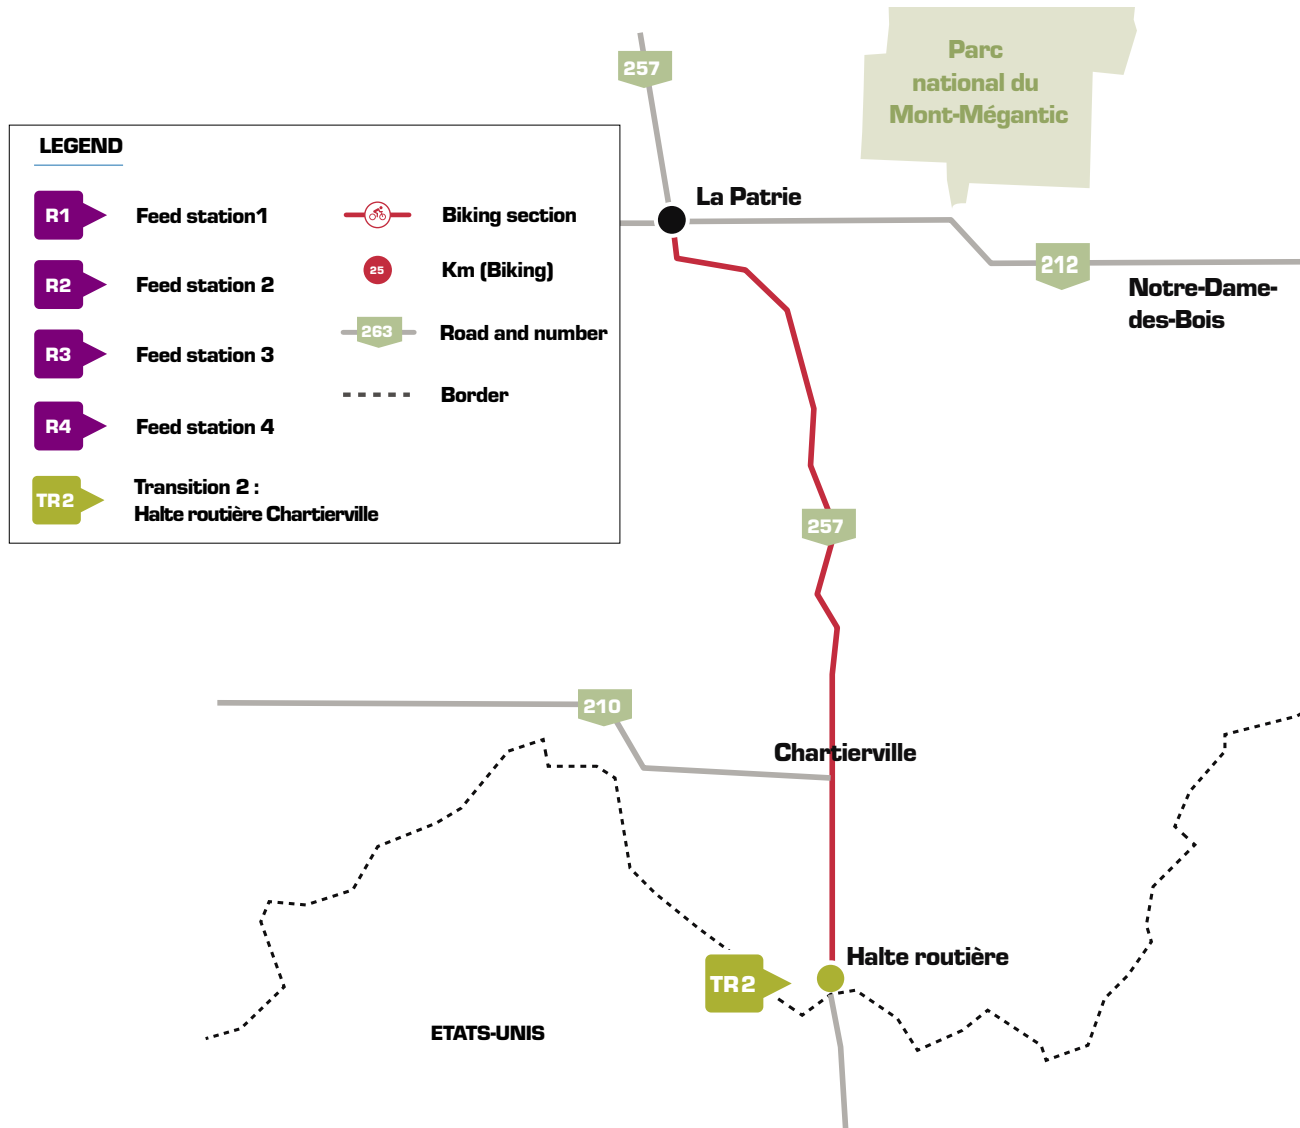 257
Parc
national du
Mont-Mégantic
LEGEND
La Patrie
R1 Feed station1
Biking section
212
25 Km (Biking)
R2 Feed station 2
Notre-Dame-
des-Bois
263 Road and number
R3 Feed station 3
Border
R4 Feed station 4
TR2 Transition 2 :
Halte routière Chartierville
257
210
Chartierville
Halte routière
TR2
ETATS-UNIS